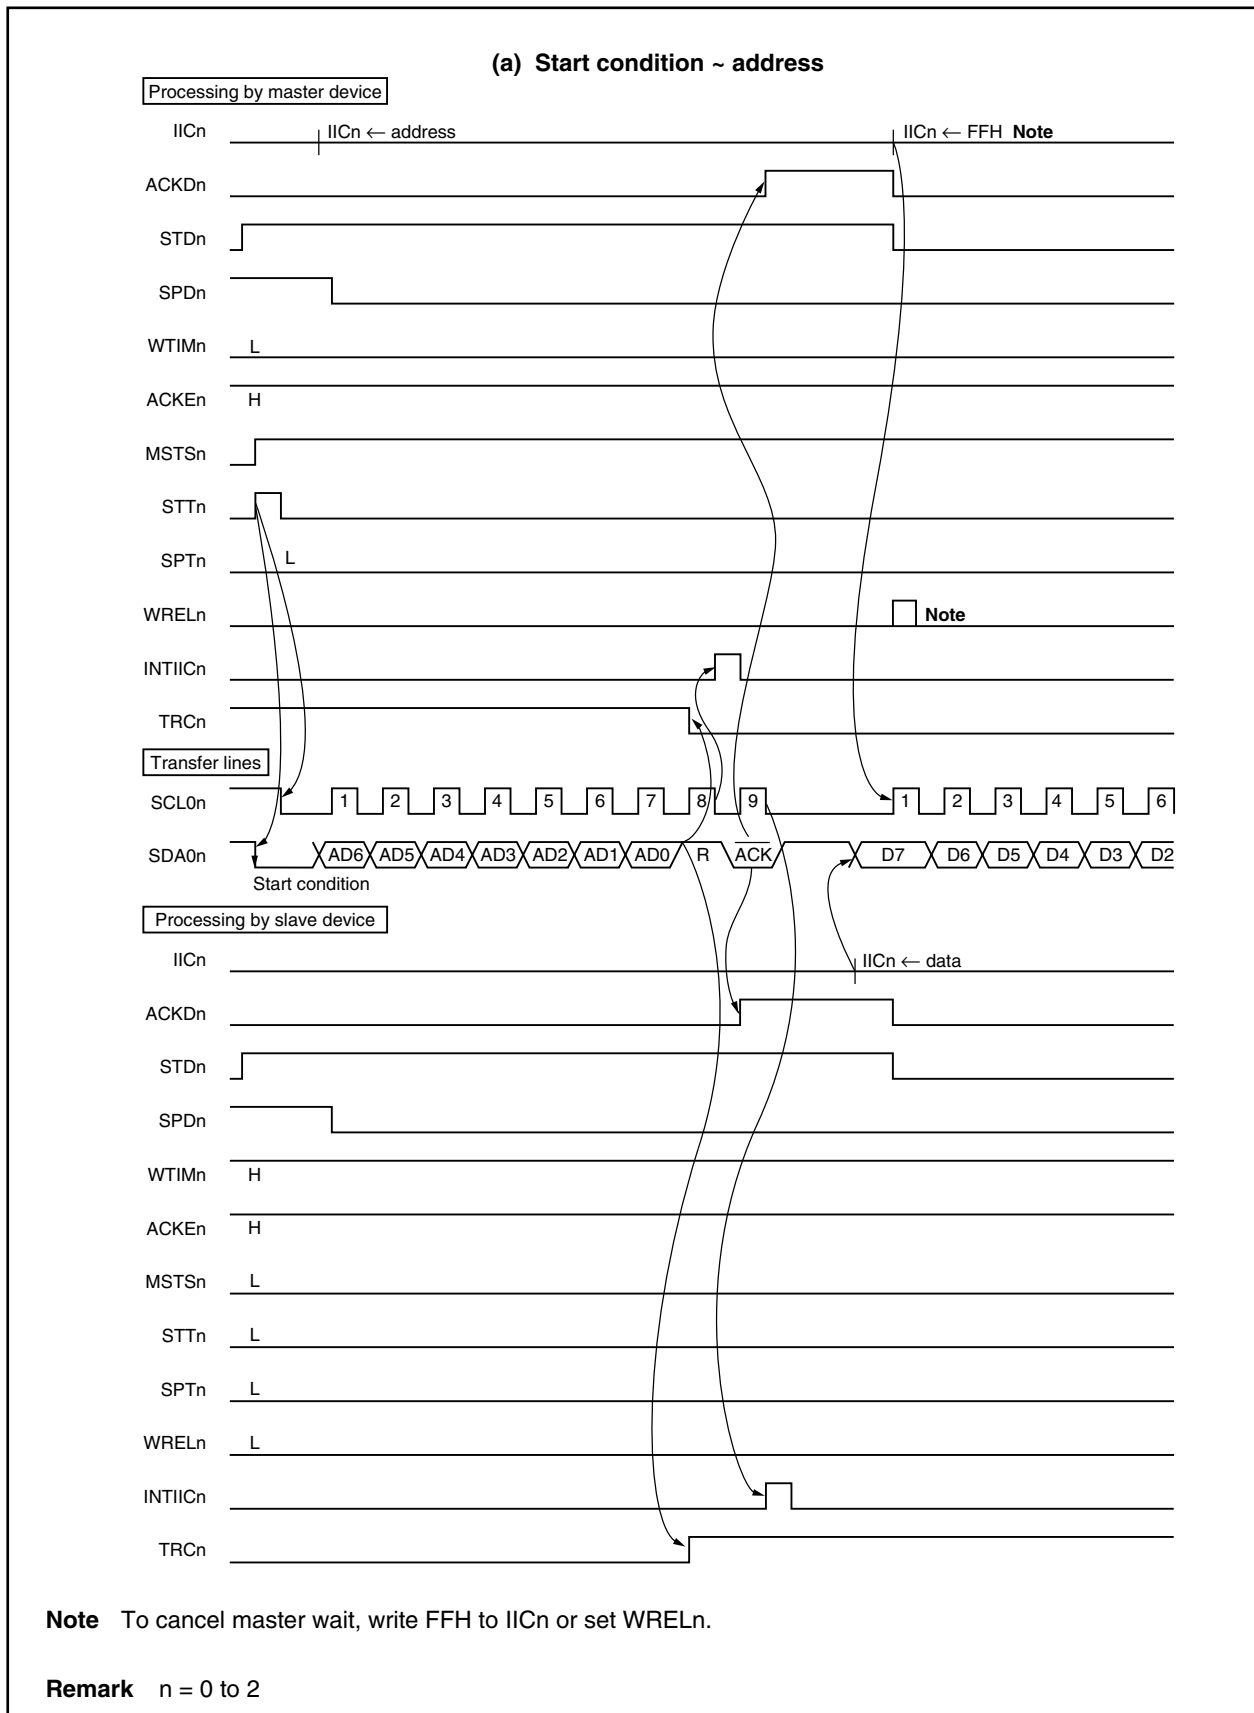 (a) Start condition ~ address
Processing by master device
IICn IICn ← address IICn ← FFH Note
ACKDn
STDn
SPDn
WTIMn L
ACKEn H
MSTSn
STTn
SPTn L
WRELn Note
INTIICn
TRCn
Transfer lines
SCL0n 1 2 3 4 5 6 7 8 9 1 2 3 4 5 6
SDA0n AD6 AD5 AD4 AD3 AD2 AD1 AD0 R ACK D7 D6 D5 D4 D3 D2
Start condition
Processing by slave device
IICn IICn ← data
ACKDn
STDn
SPDn
WTIMn H
ACKEn H
MSTSn L
STTn L
SPTn L
WRELn L
INTIICn
TRCn
Note To cancel master wait, write FFH to IICn or set WRELn.
Remark n = 0 to 2